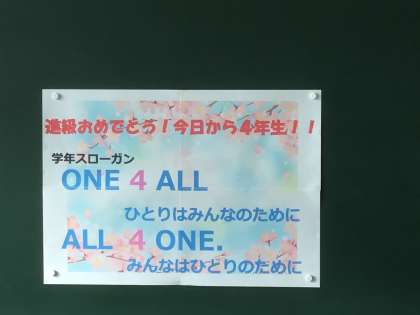 進級おめでとう！今日から４年生！！
学年スローガン
ONE 4 ALL
ひとりはみんなのために
ALL 4 ONE.
みんなはひとりのために